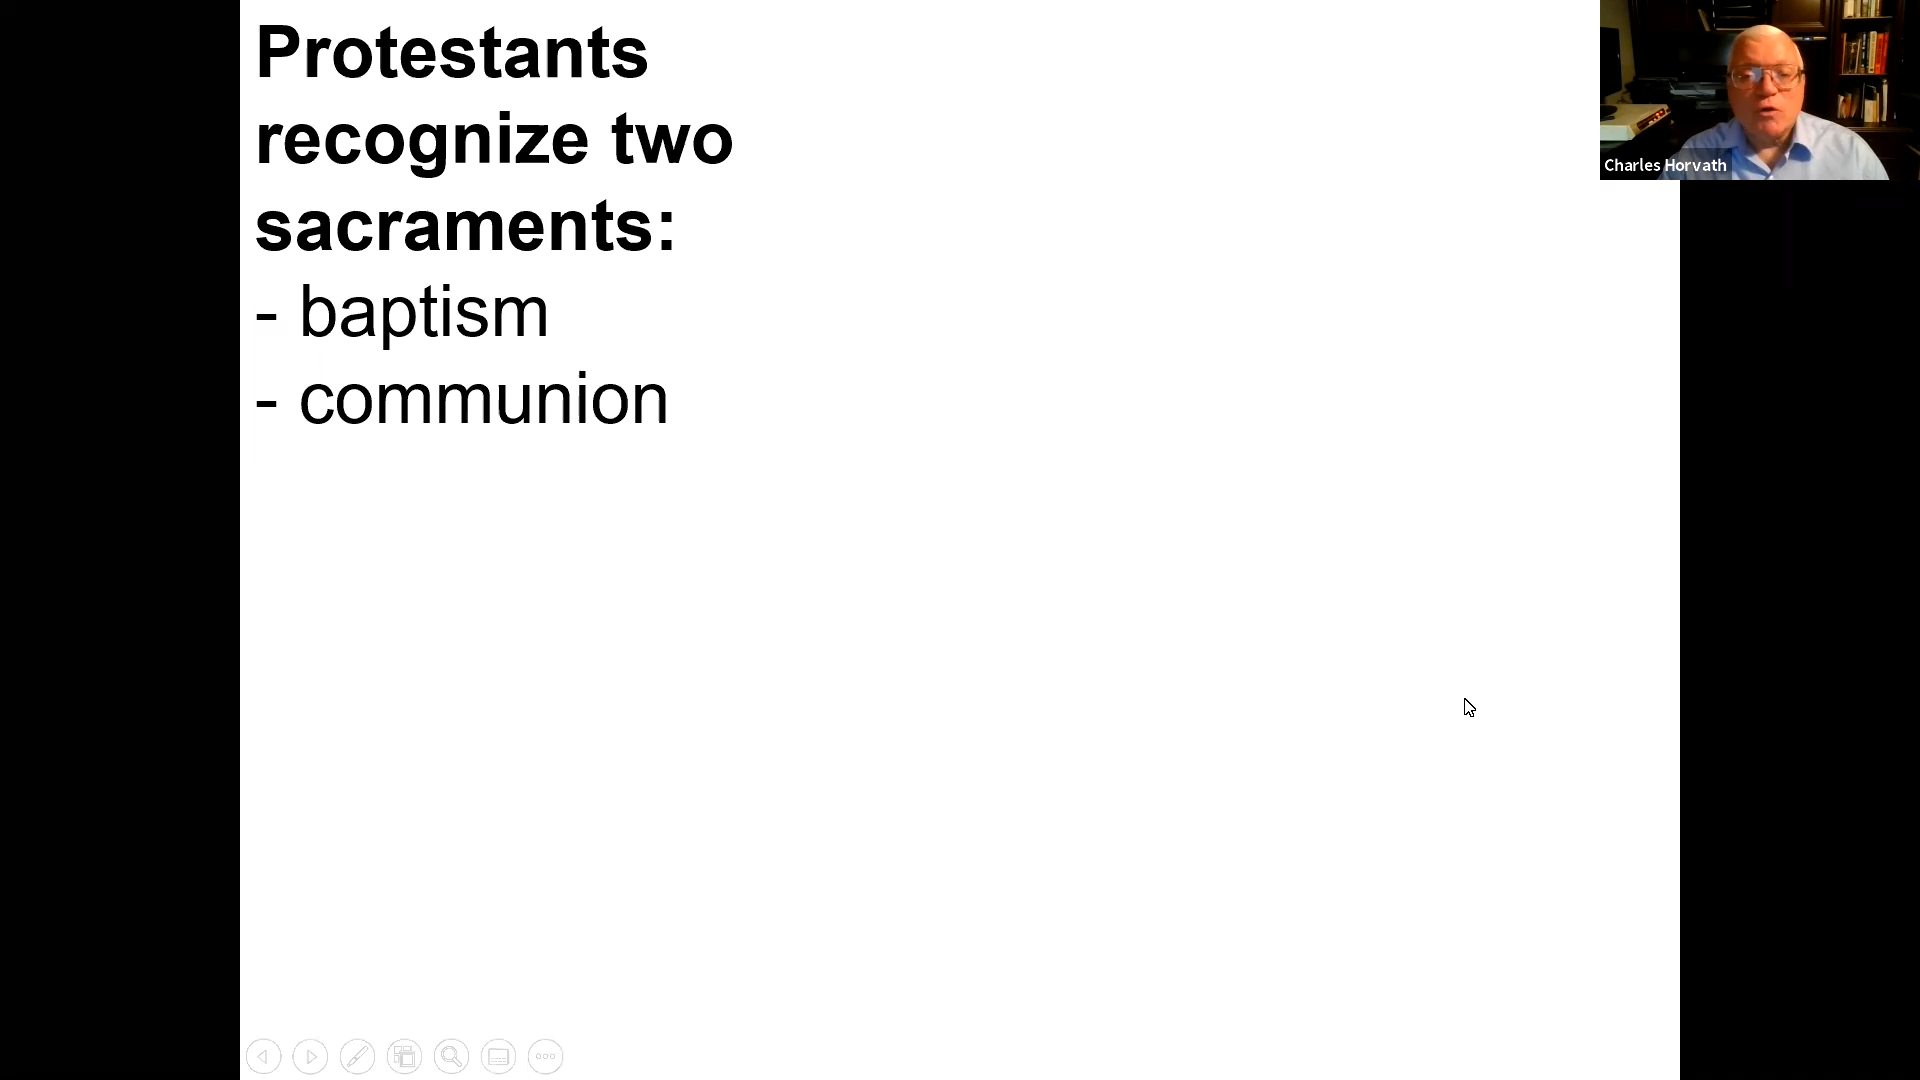 Protestants
recognize two
sacraments:
- baptism
- communion
Charles Horvath